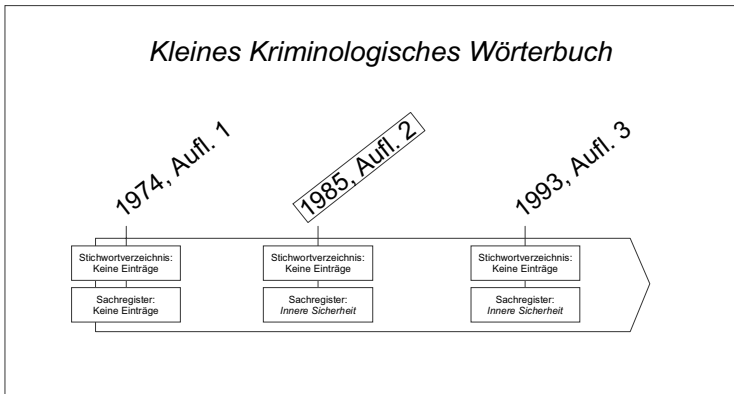 Kleines Kriminologisches Wörterbuch
1974, Aufl. 1
1985, Aufl. 2
1993, Aufl. 3
Stichwortverzeichnis:
Keine Einträge
Sachregister:
Keine Einträge
Stichwortverzeichnis:
Keine Einträge
Sachregister:
Innere Sicherheit
Stichwortverzeichnis:
Keine Einträge
Sachregister:
Innere Sicherheit